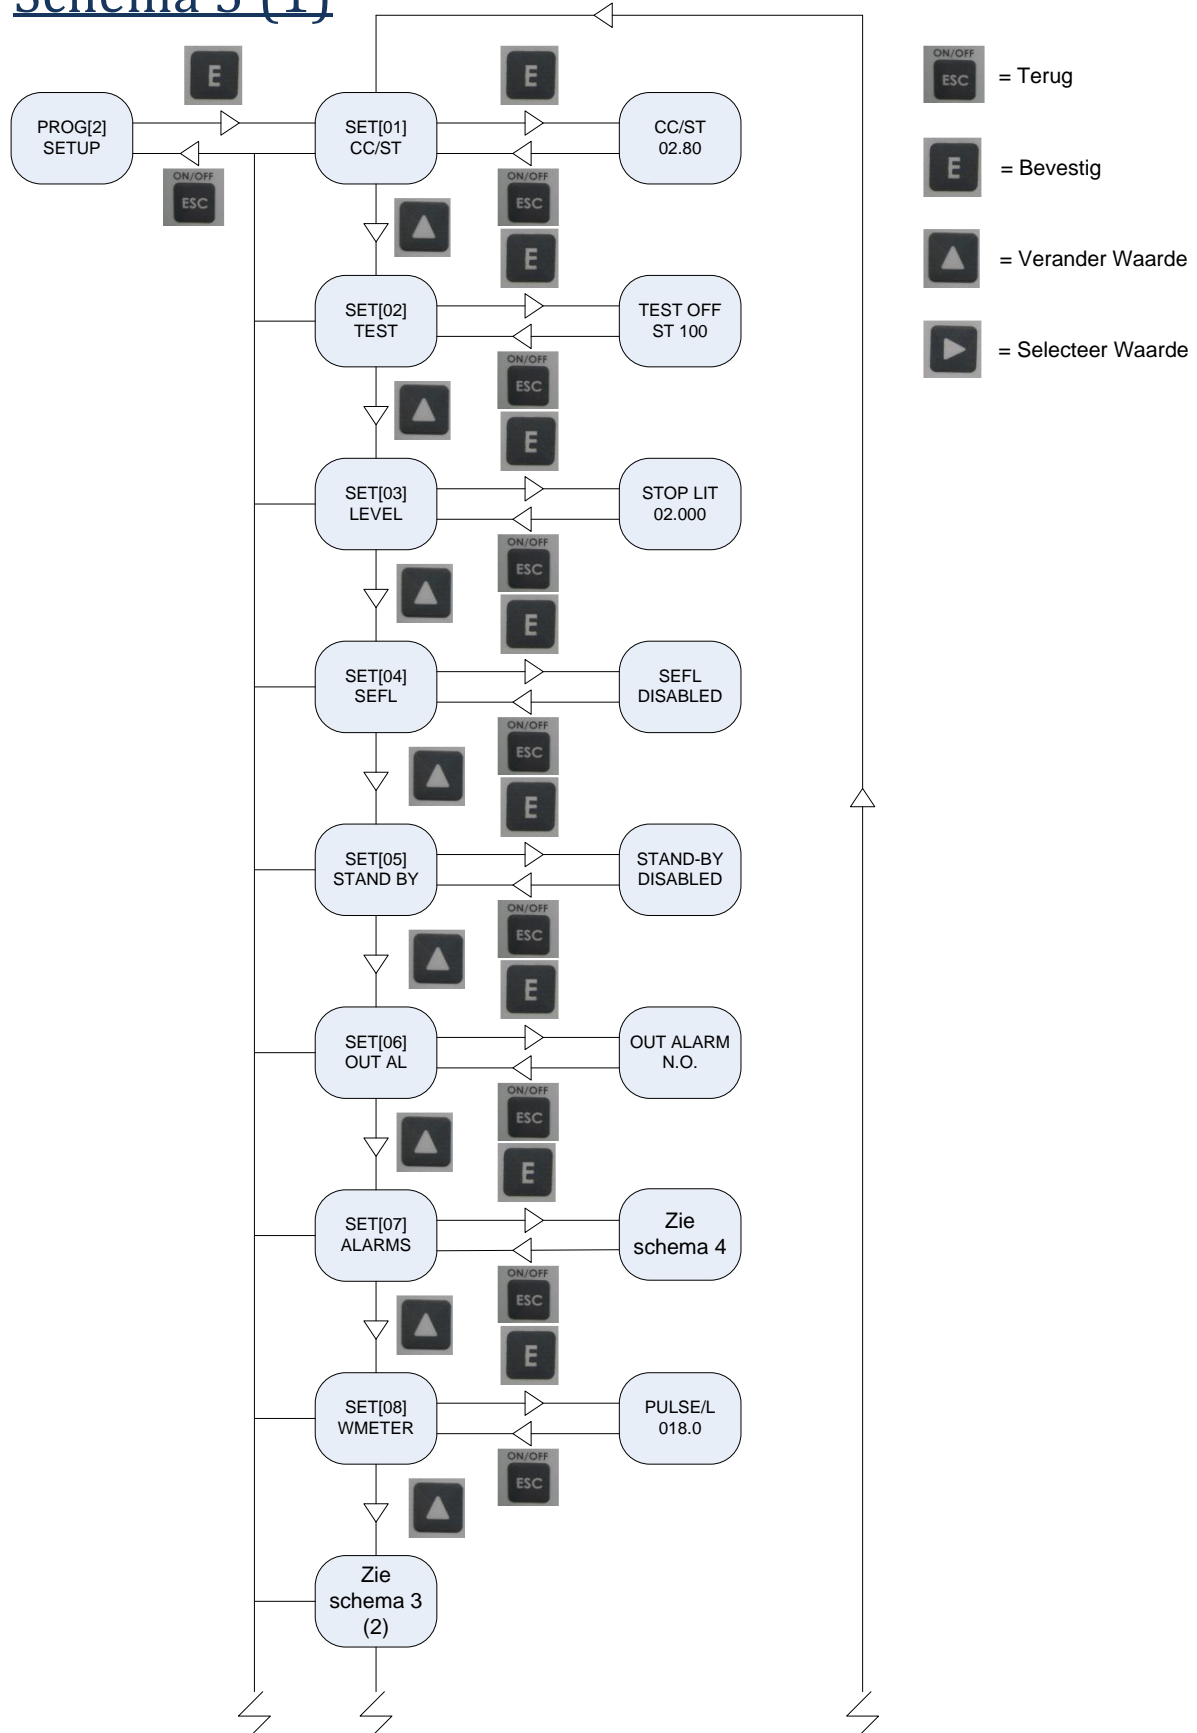 Schema 3 (1)
E
E
ON/OFF
ESC
= Terug
PROG[2]
SETUP
SET[01]
CC/ST
CC/ST
02.80
E
= Bevestig
ON/OFF
ESC
ON/OFF
ESC
E
= Verander Waarde
SET[02]
TEST
TEST OFF
ST 100
= Selecteer Waarde
ON/OFF
ESC
E
SET[03]
LEVEL
STOP LIT
02.000
ON/OFF
ESC
E
SET[04]
SEFL
SEFL
DISABLED
ON/OFF
ESC
E
SET[05]
STAND BY
STAND-BY
DISABLED
ON/OFF
ESC
E
SET[06]
OUT AL
OUT ALARM
N.O.
ON/OFF
ESC
E
SET[07]
ALARMS
Zie
schema 4
ON/OFF
ESC
E
SET[08]
WMETER
PULSE/L
018.0
ON/OFF
ESC
Zie
schema 3
(2)